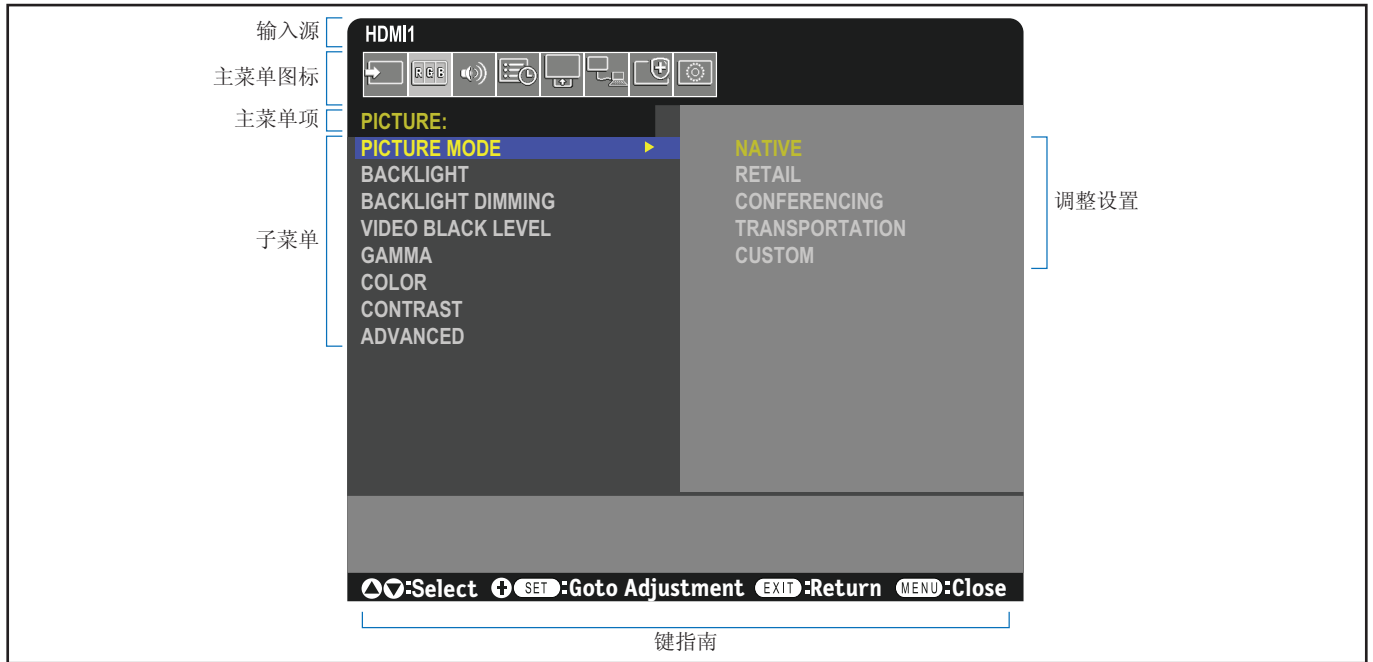 输入源
HDMI1
主菜单图标
RGB
主菜单项
PICTURE:
子菜单
PICTURE MODE
BACKLIGHT
BACKLIGHT DIMMING
VIDEO BLACK LEVEL
GAMMA
COLOR
CONTRAST
ADVANCED
NATIVE
RETAIL
CONFERENCING
TRANSPORTATION
CUSTOM
调整设置
:Select SET:Goto Adjustment EXIT:Return MENU:Close
键指南